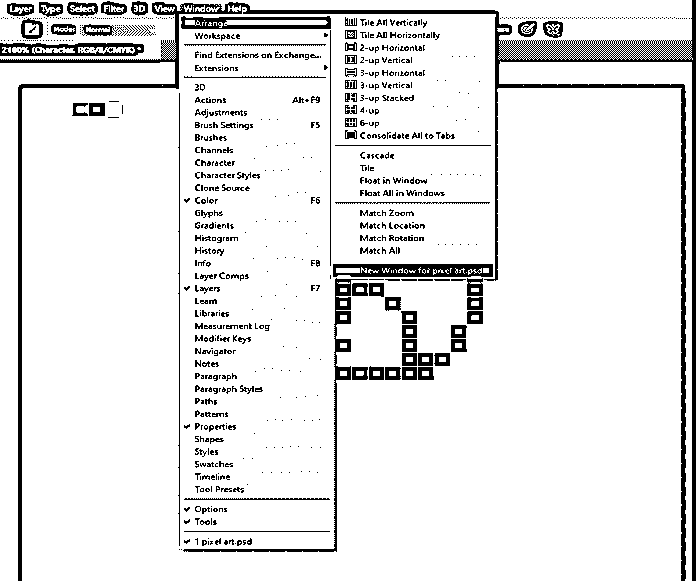 Layer Type Select Filter 3D View Window Help
Mode: Normal
2100% (Character, RGB/8/CMYK) *
Arrange
Workspace
Find Extensions on Exchange...
Extensions
3D
Actions Alt+F9
Adjustments
Brush Settings F5
Brushes
Channels
Character
Character Styles
Clone Source
Color F6
Glyphs
Gradients
Histogram
History
Info F8
Layer Comps
Layers F7
Learn
Libraries
Measurement Log
Modifier Keys
Navigator
Notes
Paragraph
Paragraph Styles
Paths
Patterns
Properties
Shapes
Styles
Swatches
Timeline
Tool Presets
Options
Tools
1 pixel art.psd
Tile All Vertically
Tile All Horizontally
2-up Horizontal
2-up Vertical
3-up Horizontal
3-up Vertical
3-up Stacked
4-up
6-up
Consolidate All to Tabs
Cascade
Tile
Float in Window
Float All in Windows
Match Zoom
Match Location
Match Rotation
Match All
New Window for pixel art.psd